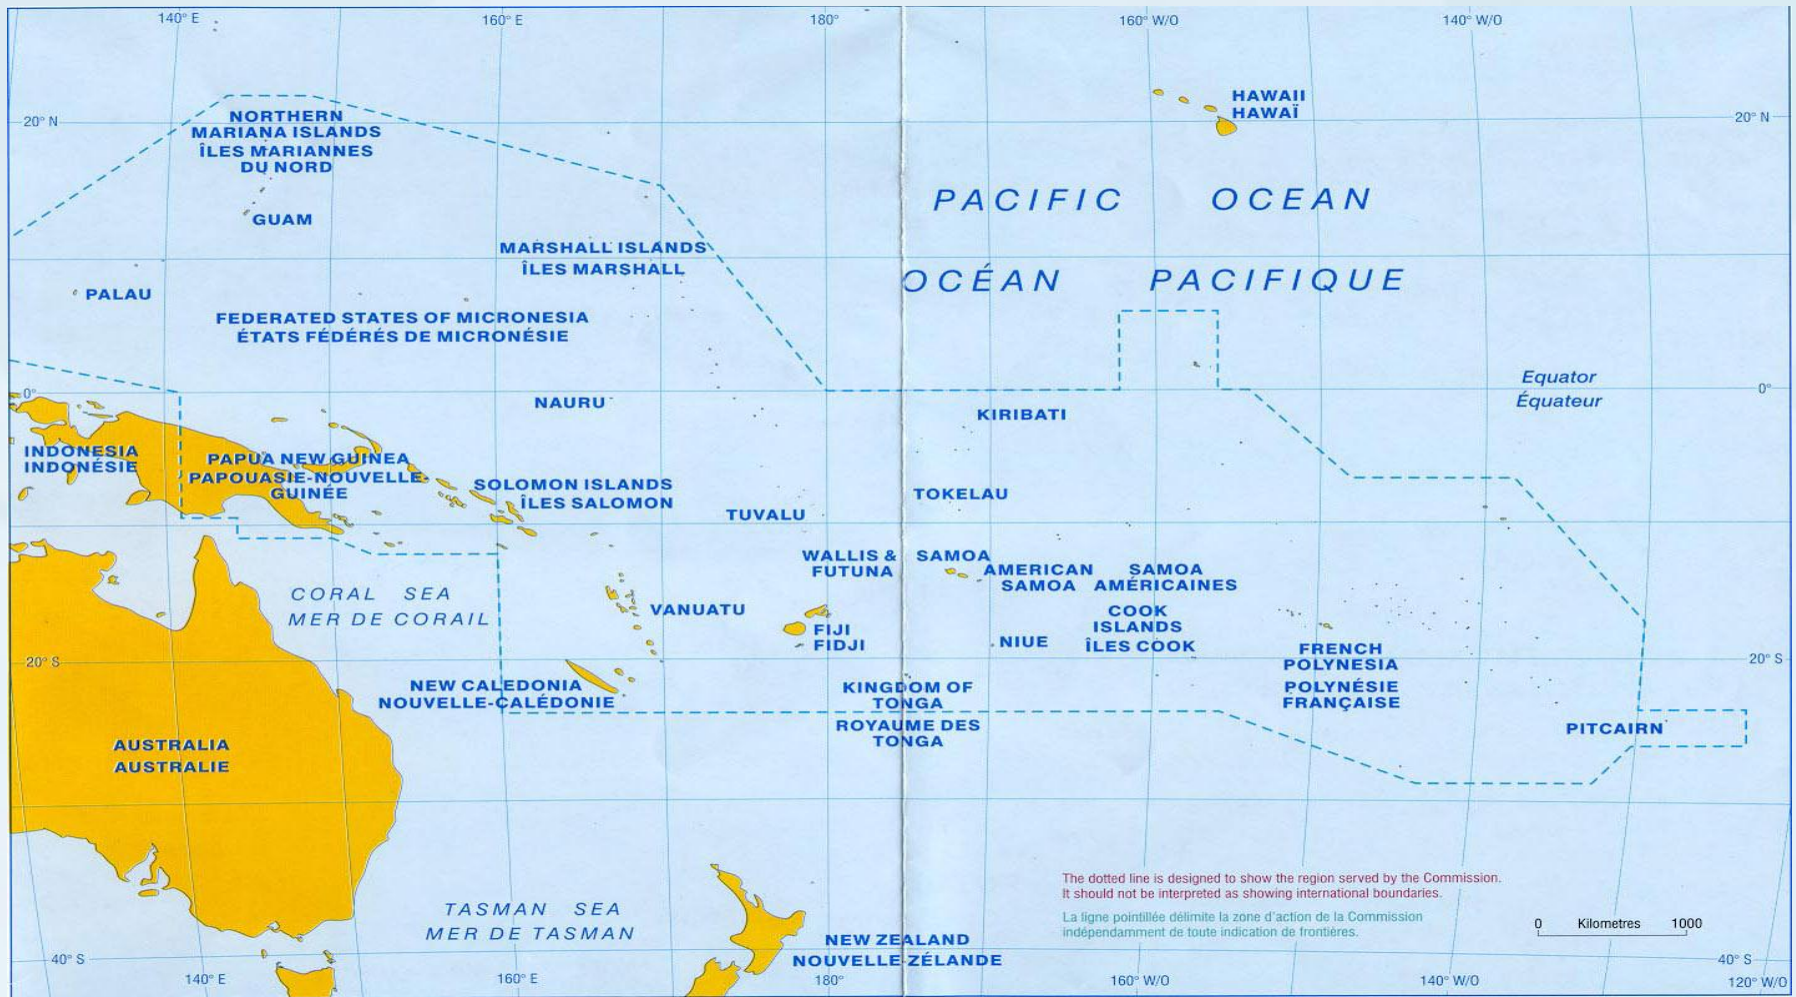 140° E
160° E
180°
160° W/O
140° W/O
HAWAII
HAWAÏ
20° N
20° N
NORTHERN
MARIANA ISLANDS
ÎLES MARIANNES
DU NORD
GUAM
PACIFIC OCEAN
MARSHALL ISLANDS
ÎLES MARSHALL
OCÉAN PACIFIQUE
PALAU
FEDERATED STATES OF MICRONESIA
ÉTATS FÉDÉRÉS DE MICRONÉSIE
Equator
Équateur
0°
0°
NAURU
KIRIBATI
INDONESIA
INDONÉSIE
PAPUA NEW GUINEA
PAPOUASIE-NOUVELLE-
GUINÉE
SOLOMON ISLANDS
ÎLES SALOMON
TUVALU
TOKELAU
WALLIS &
FUTUNA
SAMOA
AMERICAN
SAMOA
SAMOA
AMÉRICAINES
CORAL SEA
MER DE CORAIL
VANUATU
FIJI
FIDJI
NIUE
COOK
ISLANDS
ÎLES COOK
FRENCH
POLYNESIA
POLYNÉSIE
FRANÇAISE
20° S
20° S
NEW CALEDONIA
NOUVELLE-CALÉDONIE
KINGDOM OF
TONGA
ROYAUME DES
TONGA
PITCAIRN
AUSTRALIA
AUSTRALIE
The dotted line is designed to show the region served by the Commission.
It should not be interpreted as showing international boundaries.
La ligne pointillée délimite la zone d'action de la Commission
indépendamment de toute indication de frontières.
0 Kilometres 1000
TASMAN SEA
MER DE TASMAN
NEW ZEALAND
NOUVELLE-ZÉLANDE
40° S
40° S
140° E
160° E
180°
160° W/O
140° W/O
120° W/O